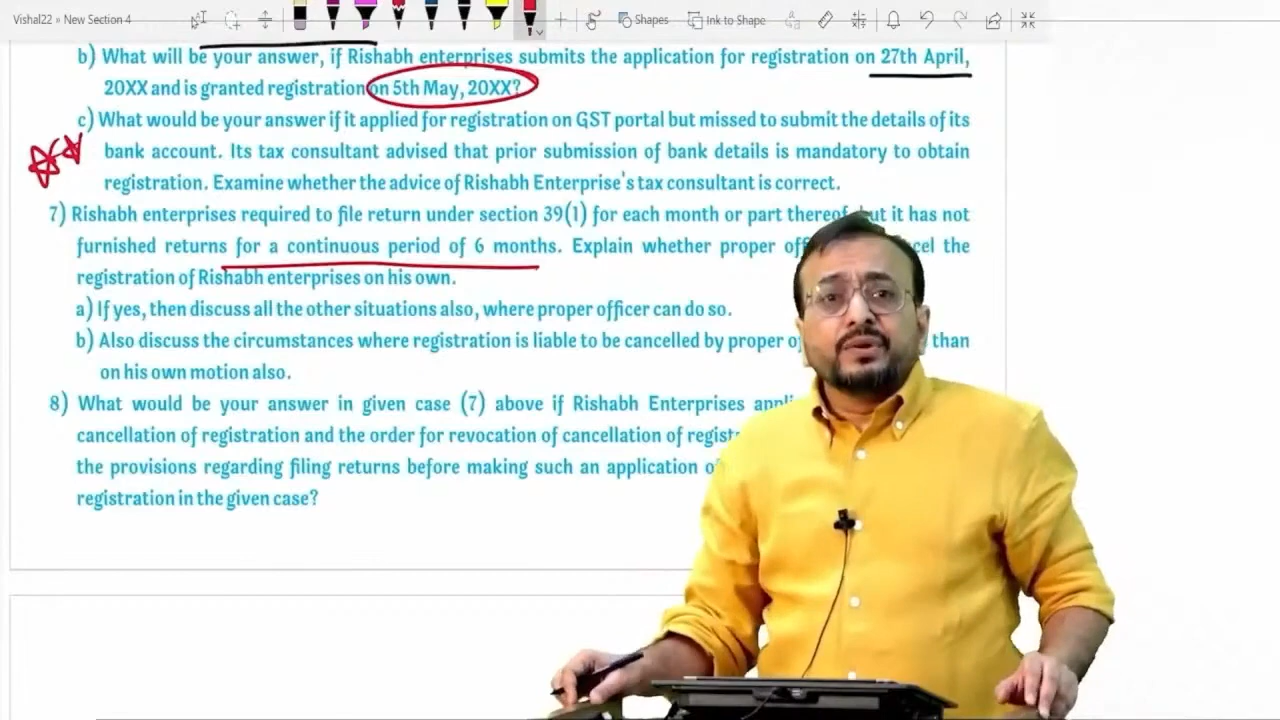 Vishal22 » New Section 4
Shapes
Ink to Shape
b) What will be your answer, if Rishabh enterprises submits the application for registration on 27th April,
20XX and is granted registration on 5th May, 20XX?
c) What would be your answer if it applied for registration on GST portal but missed to submit the details of its
bank account. Its tax consultant advised that prior submission of bank details is mandatory to obtain
registration. Examine whether the advice of Rishabh Enterprise's tax consultant is correct.
7) Rishabh enterprises required to file return under section 39(1) for each month or part thereof, but it has not
furnished returns for a continuous period of 6 months. Explain whether proper the
registration of Rishabh enterprises on his own.
a) If yes, then discuss all the other situations also, where proper officer can do so.
b) Also discuss the circumstances where registration is liable to be cancelled by proper than
on his own motion also.
8) What would be your answer in given case (7) above if Rishabh Enterprises
cancellation of registration and the order for revocation of cancellation of
the provisions regarding filing returns before making such an application
registration in the given case?